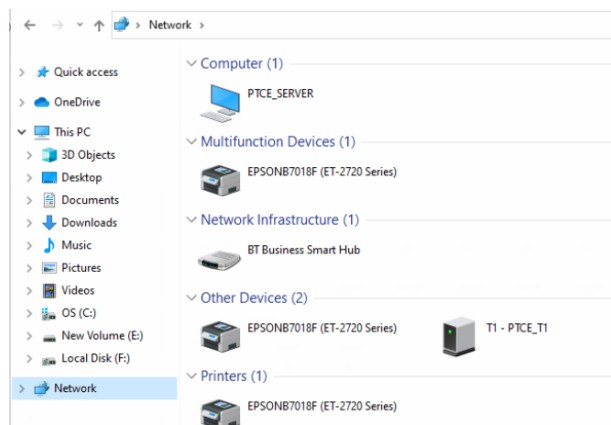 Network
Quick access
OneDrive
This PC
3D Objects
Desktop
Documents
Downloads
Music
Pictures
Videos
OS (C:)
New Volume (E:)
Local Disk (F:)
Network
Computer (1)
PTCE_SERVER
Multifunction Devices (1)
EPSONB7018F (ET-2720 Series)
Network Infrastructure (1)
BT Business Smart Hub
Other Devices (2)
EPSONB7018F (ET-2720 Series)
T1 - PTCE_T1
Printers (1)
EPSONB7018F (ET-2720 Series)